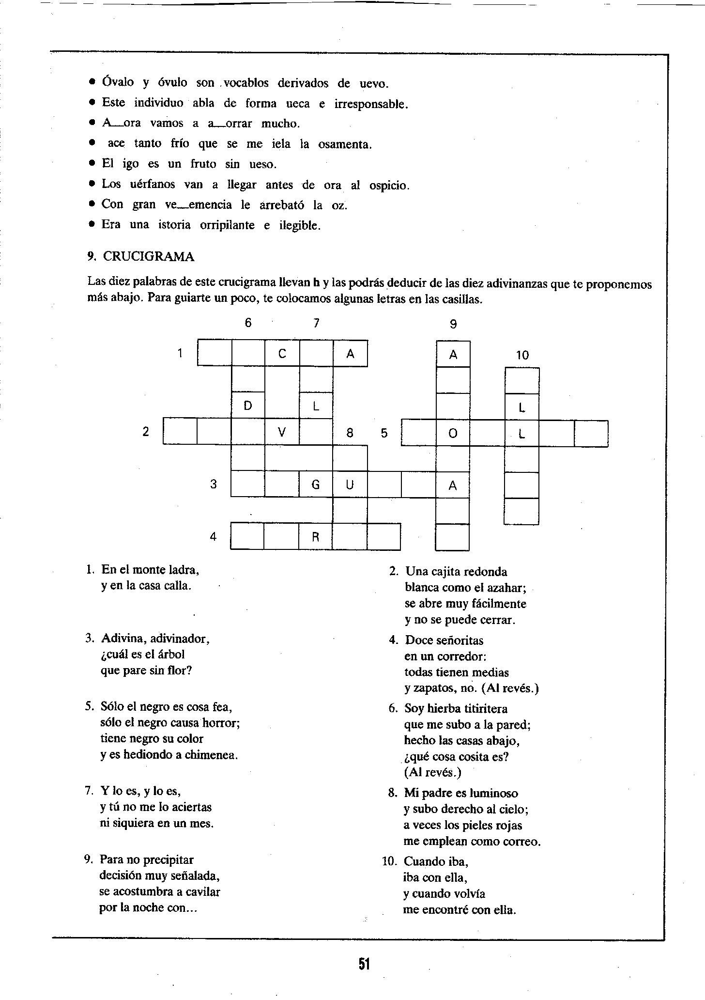 ● Óvalo y óvulo son vocablos derivados de uevo.
● Este individuo abla de forma ueca e irresponsable.
● A__ora vamos a a__orrar mucho.
● ace tanto frío que se me iela la osamenta.
● El igo es un fruto sin ueso.
● Los uérfanos van a llegar antes de ora al ospicio.
● Con gran ve__emencia le arrebató la oz.
● Era una istoria orripilante e ilegible.
9. CRUCIGRAMA
Las diez palabras de este crucigrama llevan h y las podrás deducir de las diez adivinanzas que te proponemos
más abajo. Para guiarte un poco, te colocamos algunas letras en las casillas.
6 7 9
1 C A A 10
D L L
2 V 8 5 O L
3 G U A
4 R
1. En el monte ladra,
y en la casa calla.
2. Una cajita redonda
blanca como el azahar;
se abre muy fácilmente
y no se puede cerrar.
3. Adivina, adivinador,
¿cuál es el árbol
que pare sin flor?
4. Doce señoritas
en un corredor:
todas tienen medias
y zapatos, no. (Al revés.)
5. Sólo el negro es cosa fea,
sólo el negro causa horror;
tiene negro su color
y es hediondo a chimenea.
6. Soy hierba titiritera
que me subo a la pared;
hecho las casas abajo,
¿qué cosa cosita es?
(Al revés.)
7. Y lo es, y lo es,
y tú no me lo aciertas
ni siquiera en un mes.
8. Mi padre es luminoso
y subo derecho al cielo;
a veces los pieles rojas
me emplean como correo.
9. Para no precipitar
decisión muy señalada,
se acostumbra a cavilar
por la noche con...
10. Cuando iba,
iba con ella,
y cuando volvía
me encontré con ella.
51